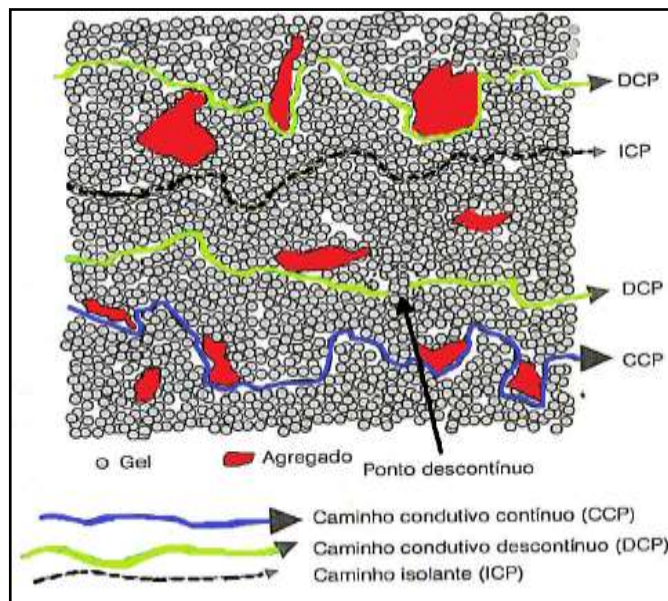 DCP
ICP
DCP
CCP
Gel
Agregado
Ponto descontínuo
Caminho condutivo contínuo (CCP)
Caminho condutivo descontínuo (DCP)
Caminho isolante (ICP)